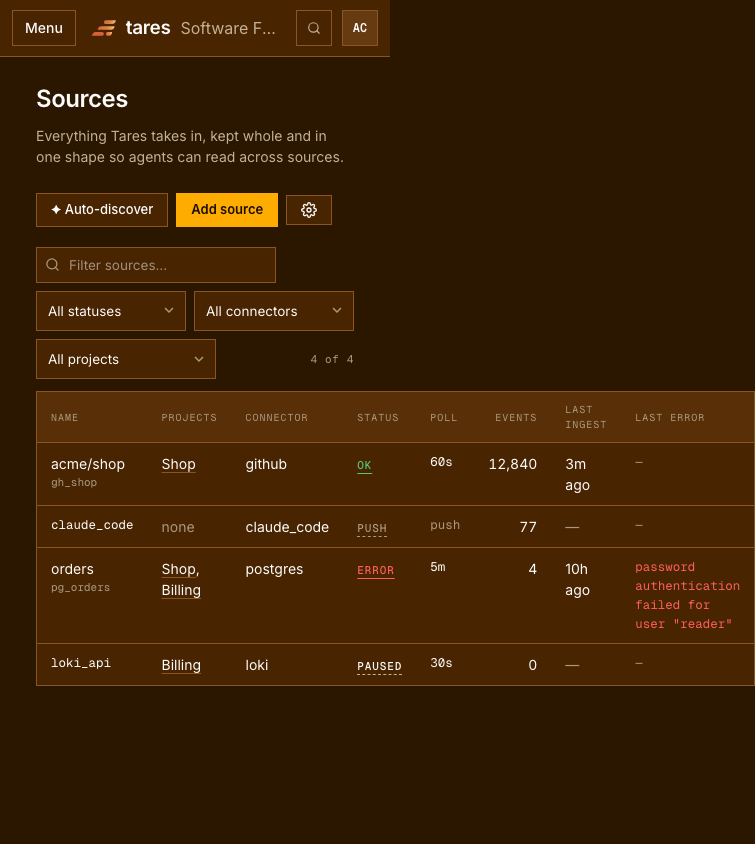 Menu tares Software F... AC
Sources
Everything Tares takes in, kept whole and in
one shape so agents can read across sources.
Auto-discover Add source
Filter sources...
All statuses All connectors
All projects 4 of 4
NAME PROJECTS CONNECTOR STATUS POLL EVENTS LAST INGEST LAST ERROR
acme/shop Shop github OK 60s 12,840 3m ago —
gh_shop
claude_code none claude_code PUSH push 77 — —
orders Shop, Billing postgres ERROR 5m 4 10h ago password
pg_orders authentication
failed for
user "reader"
loki_api Billing loki PAUSED 30s 0 — —